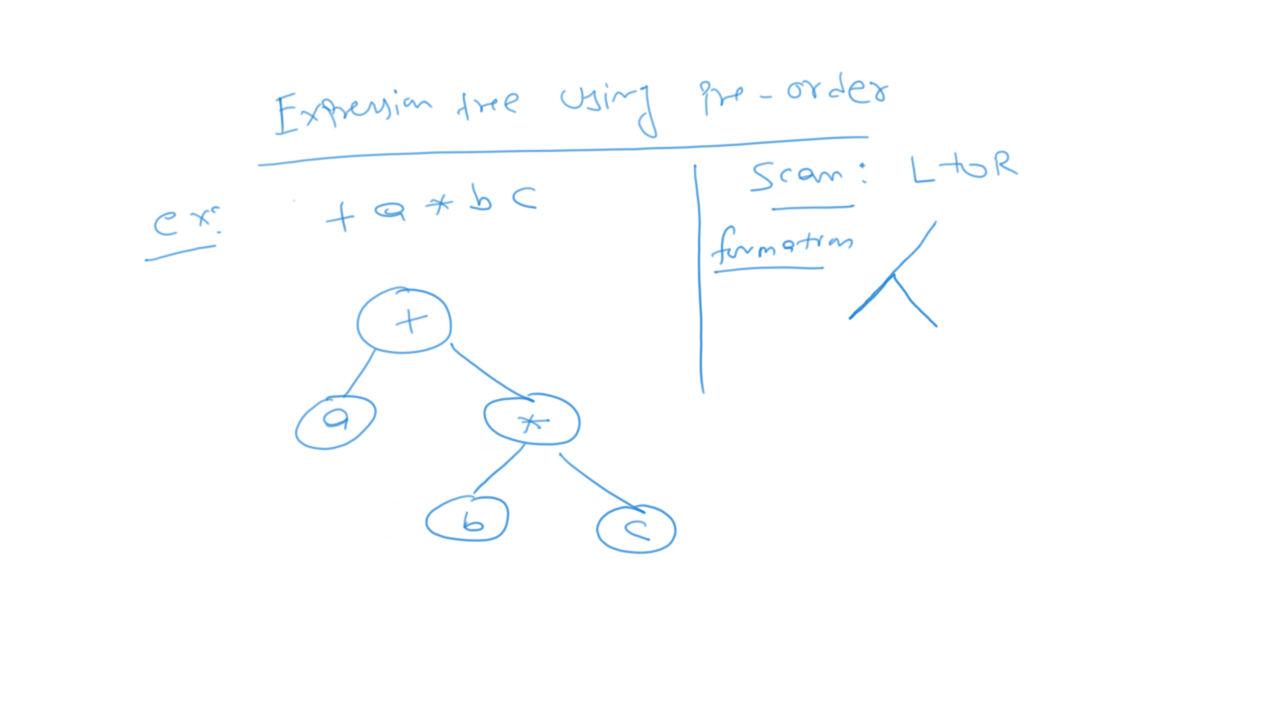 Expression tree using pre-order
ex:
+ a * b c
Scan: L to R
formation
+
a
*
b
c